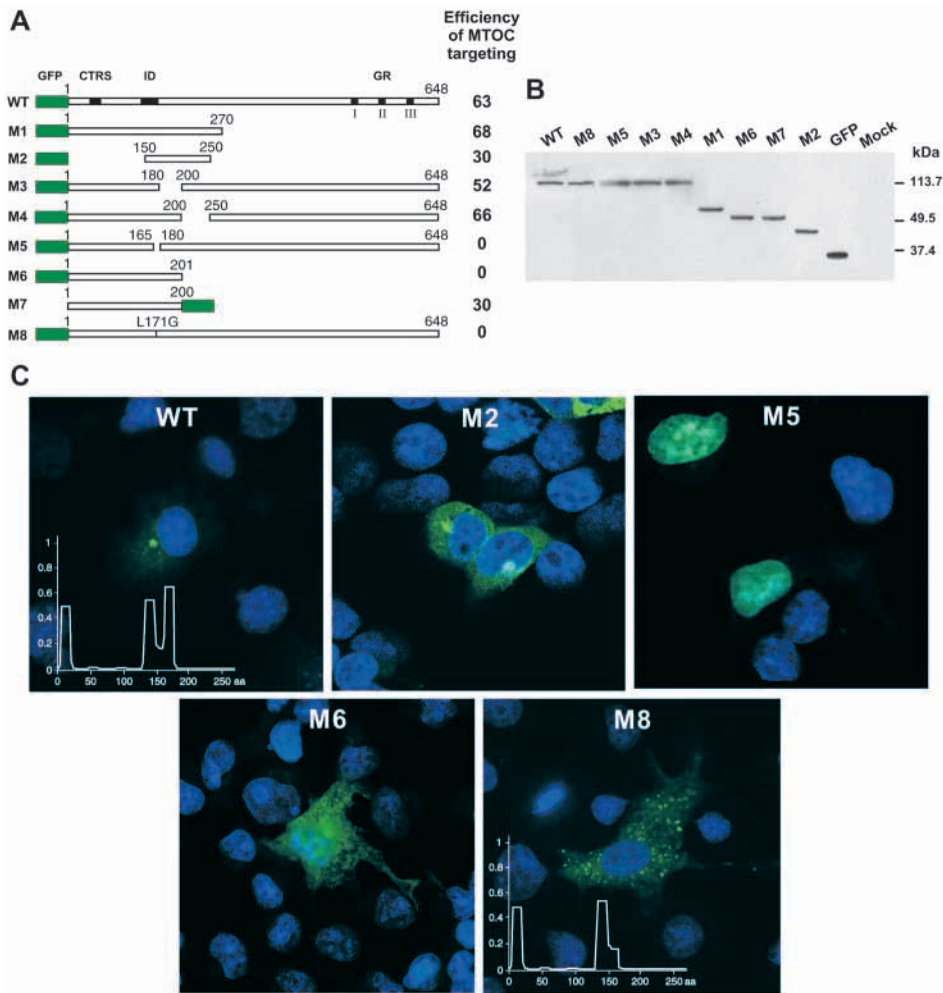 A
Efficiency
of MTOC
targeting
GFP CTRS ID GR
WT 1 648 63
I II III
M1 1 270 68
M2 150 250 30
M3 1 180 200 648 52
M4 1 200 250 648 66
M5 1 165 180 648 0
M6 1 201 0
M7 1 200 30
M8 1 L171G 648 0
B
WT M8 M5 M3 M4 M1 M6 M7 M2 GFP Mock
kDa
113.7
49.5
37.4
C
WT
1
0.8
0.6
0.4
0.2
0
0 50 100 150 200 250 aa
M2
M5
M6
M8
1
0.8
0.6
0.4
0.2
0
0 50 100 150 200 250 aa